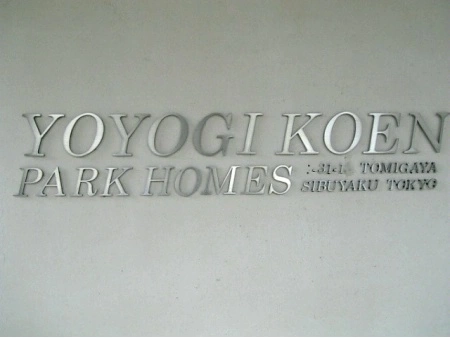 YOYOGI KOEN
PARK HOMES
TOMIGAYA
SIBUYAKU TOKYO